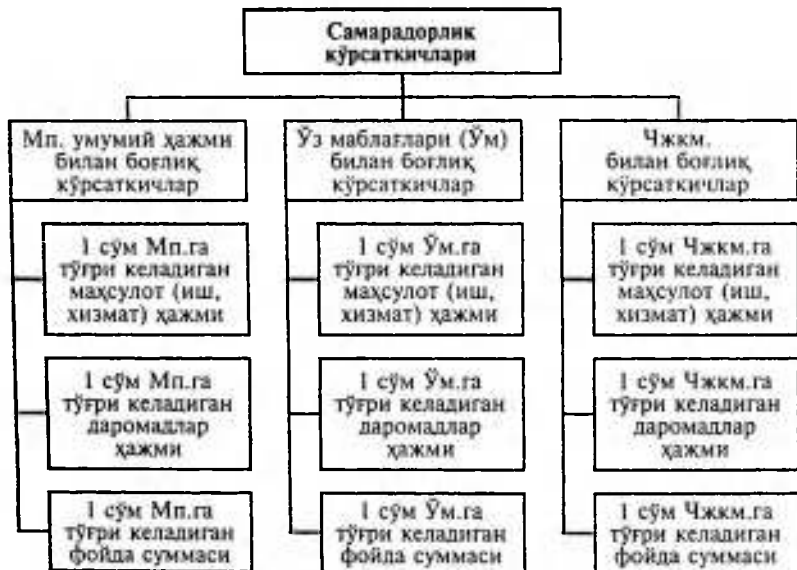 Самарадорлик
кўрсаткичлари
Мп. умумий ҳажми
билан боғлиқ
кўрсаткичлар
1 сўм Мп.га
тўғри келадиган
маҳсулот (иш,
хизмат) ҳажми
1 сўм Мп.га
тўғри келадиган
даромадлар
ҳажми
1 сўм Мп.га
тўғри келадиган
фойда суммаси
Ўз маблағлари (Ўм)
билан боғлиқ
кўрсаткичлар
1 сўм Ўм.га
тўғри келадиган
маҳсулот (иш,
хизмат) ҳажми
1 сўм Ўм.га
тўғри келадиган
даромадлар
ҳажми
1 сўм Ўм.га
тўғри келадиган
фойда суммаси
Чжкм.
билан боғлиқ
кўрсаткичлар
1 сўм Чжкм.га
тўғри келадиган
маҳсулот (иш,
хизмат) ҳажми
1 сўм Чжкм.га
тўғри келадиган
даромадлар
ҳажми
1 сўм Чжкм.га
тўғри келадиган
фойда суммаси